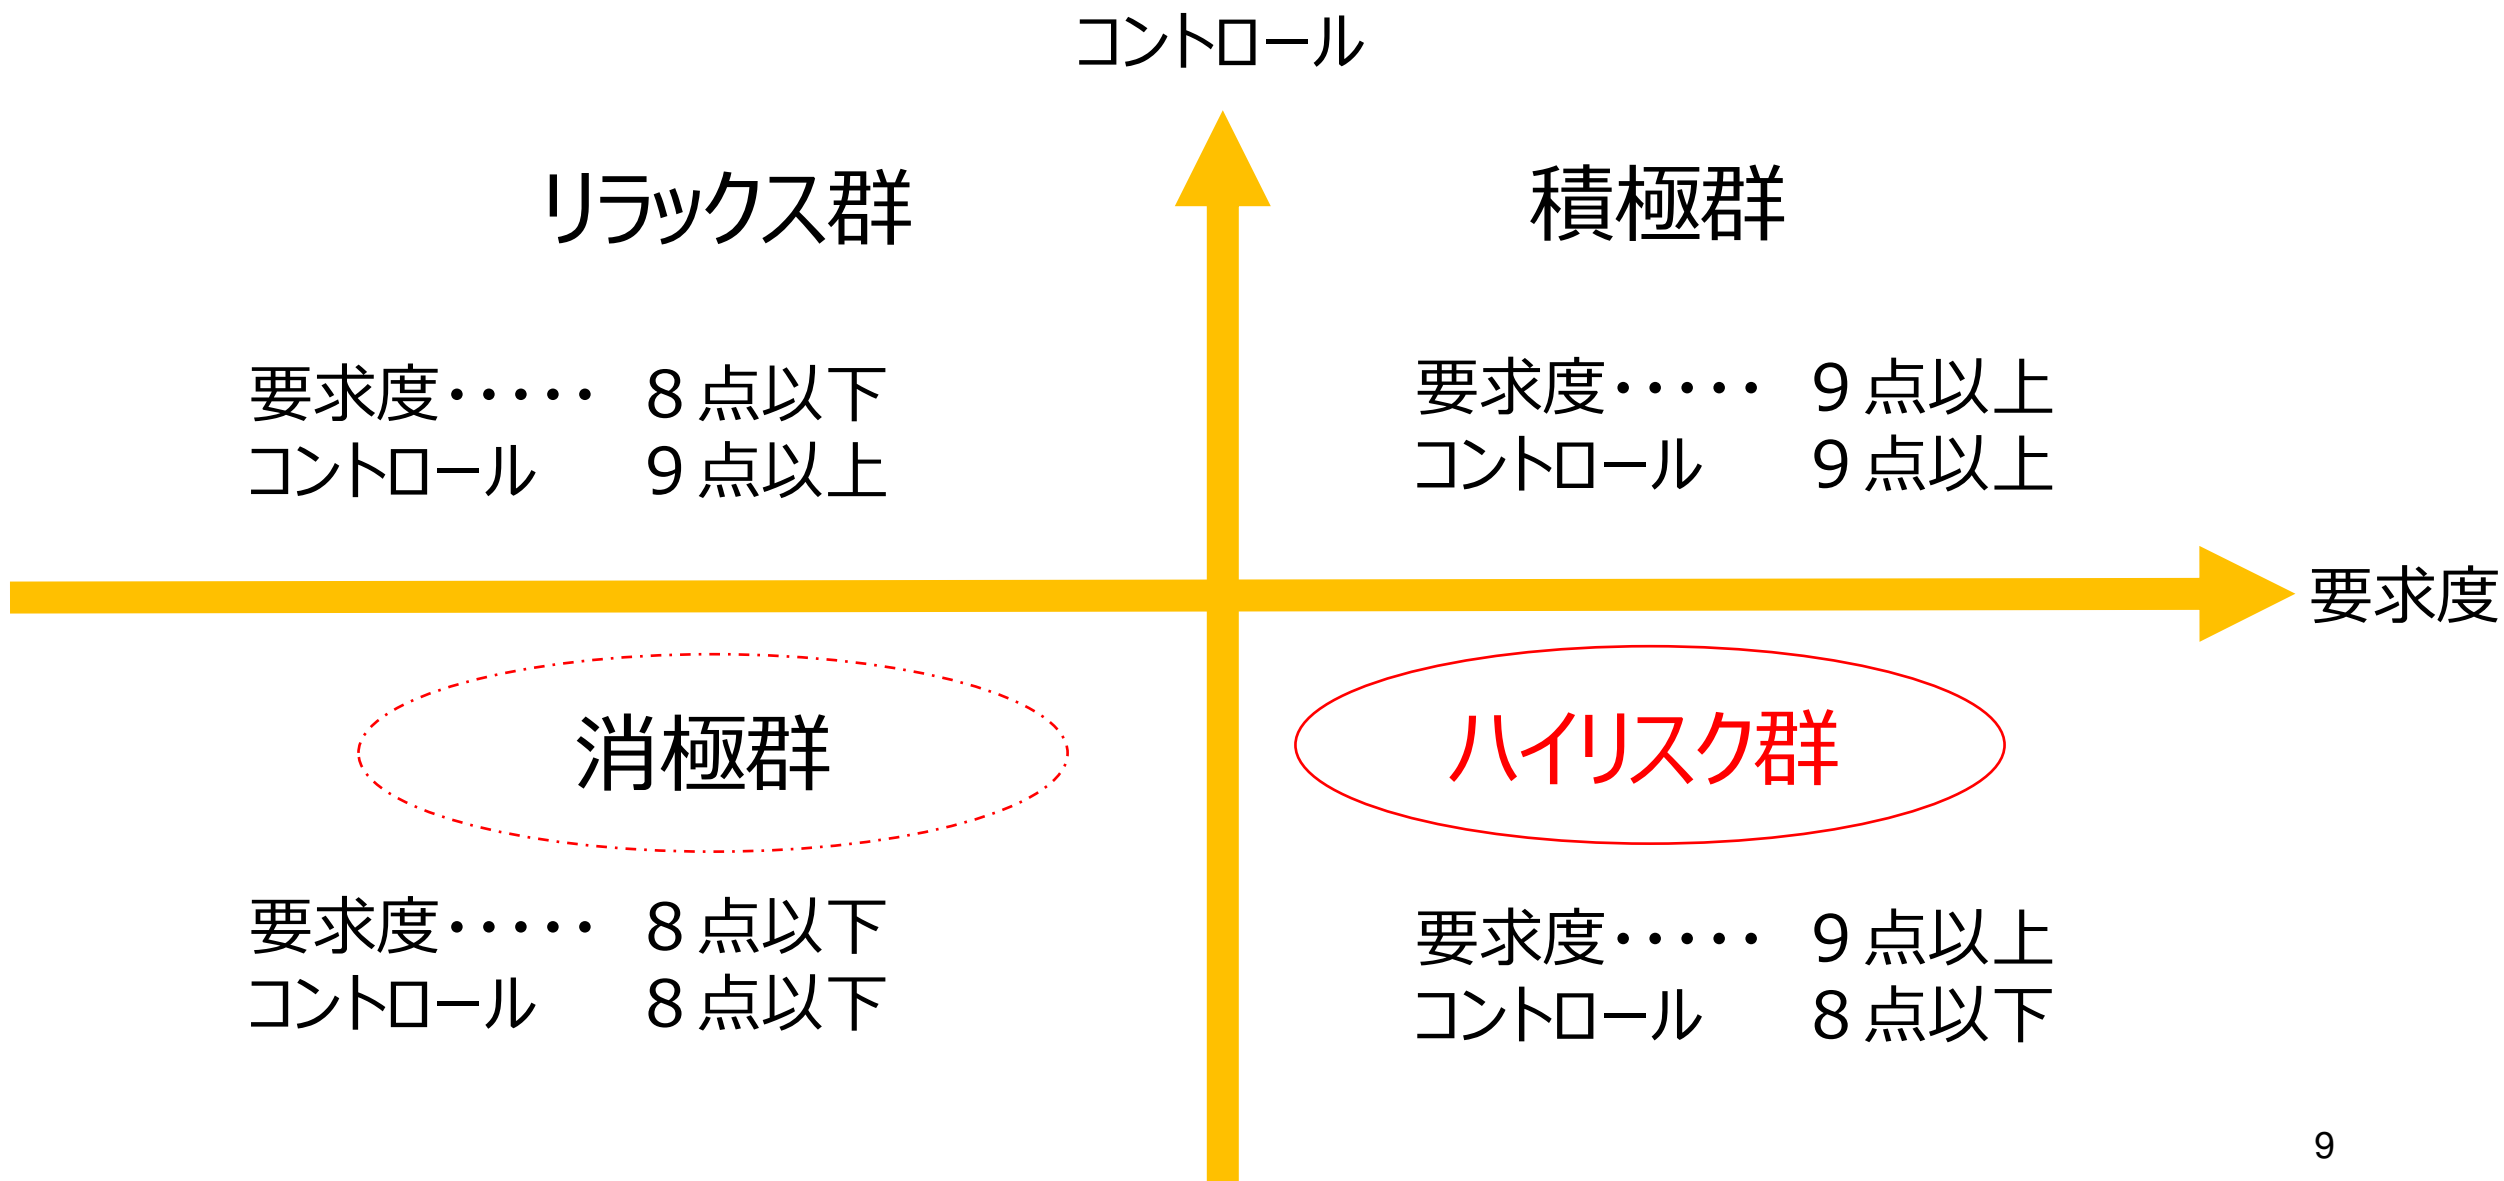 コントロール
リラックス群
積極群
要求度・・・・・ 8点以下
コントロール 9点以上
要求度・・・・・ 9点以上
コントロール 9点以上
要求度
消極群
ハイリスク群
要求度・・・・・ 8点以下
コントロール 8点以下
要求度・・・・・ 9点以上
コントロール 8点以下
9